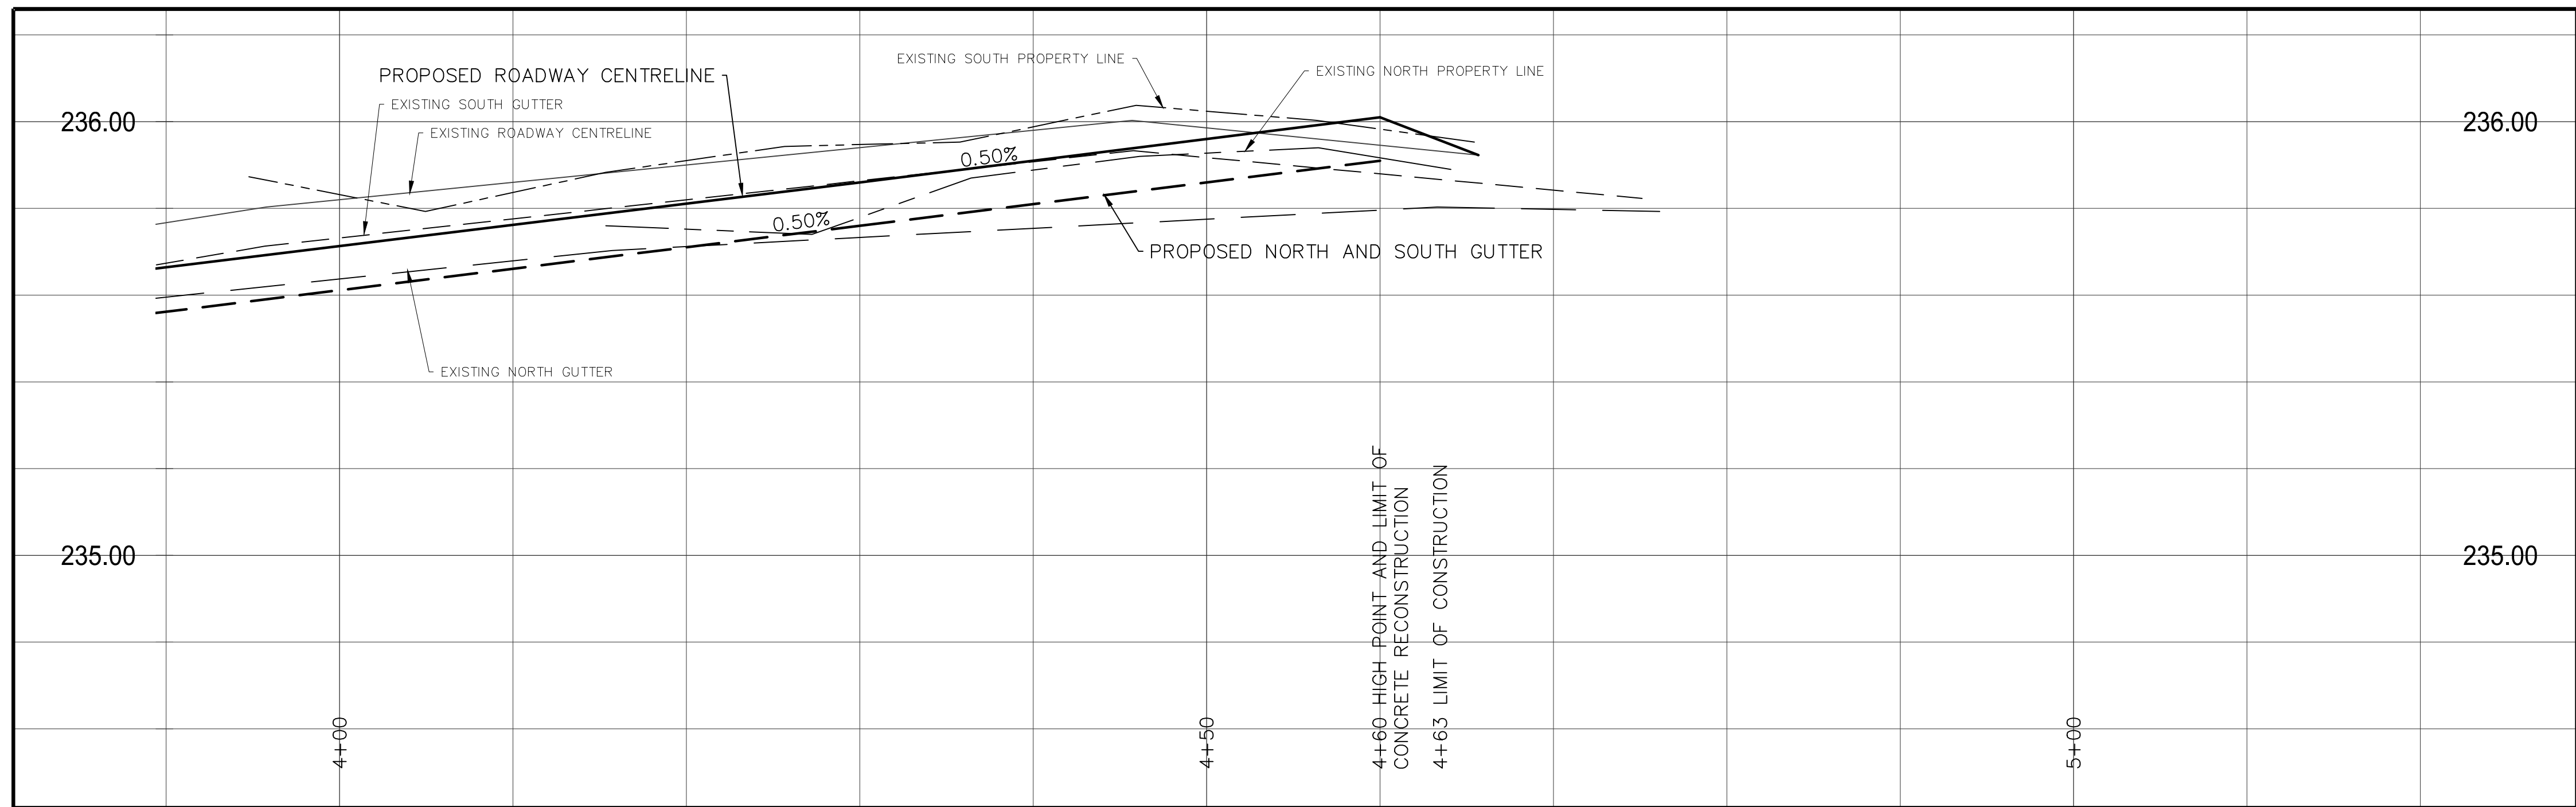 EXISTING SOUTH PROPERTY LINE
PROPOSED ROADWAY CENTRELINE
EXISTING NORTH PROPERTY LINE
EXISTING SOUTH GUTTER
236.00
236.00
EXISTING ROADWAY CENTRELINE
0.50%
0.50%
PROPOSED NORTH AND SOUTH GUTTER
EXISTING NORTH GUTTER
235.00
235.00
4+00
4+50
4+60 HIGH POINT AND LIMIT OF
CONCRETE RECONSTRUCTION
4+63 LIMIT OF CONSTRUCTION
5+00